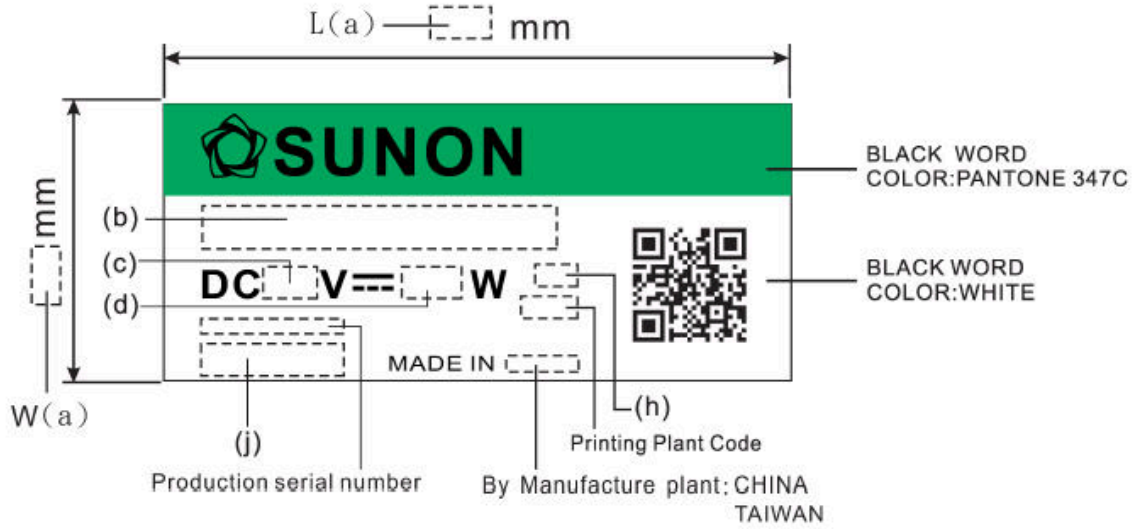 L(a)
mm
SUNON
BLACK WORD
COLOR:PANTONE 347C
mm
(b)
(c)
DC V W
(d)
BLACK WORD
COLOR:WHITE
MADE IN
W(a)
(j)
(h)
Printing Plant Code
Production serial number
By Manufacture plant: CHINA
TAIWAN